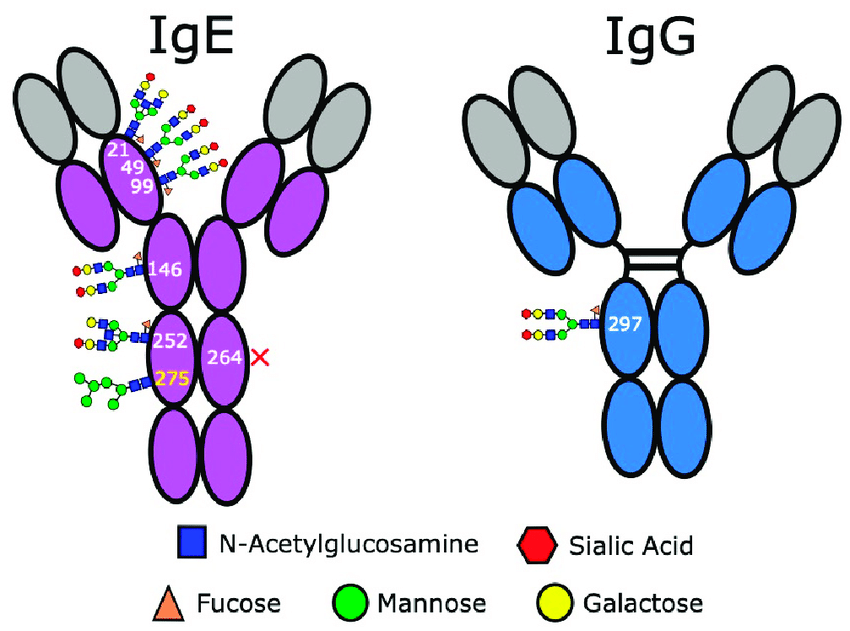 IgE
IgG
21
49
99
146
252
264
275
297
N-Acetylglucosamine
Sialic Acid
Fucose
Mannose
Galactose